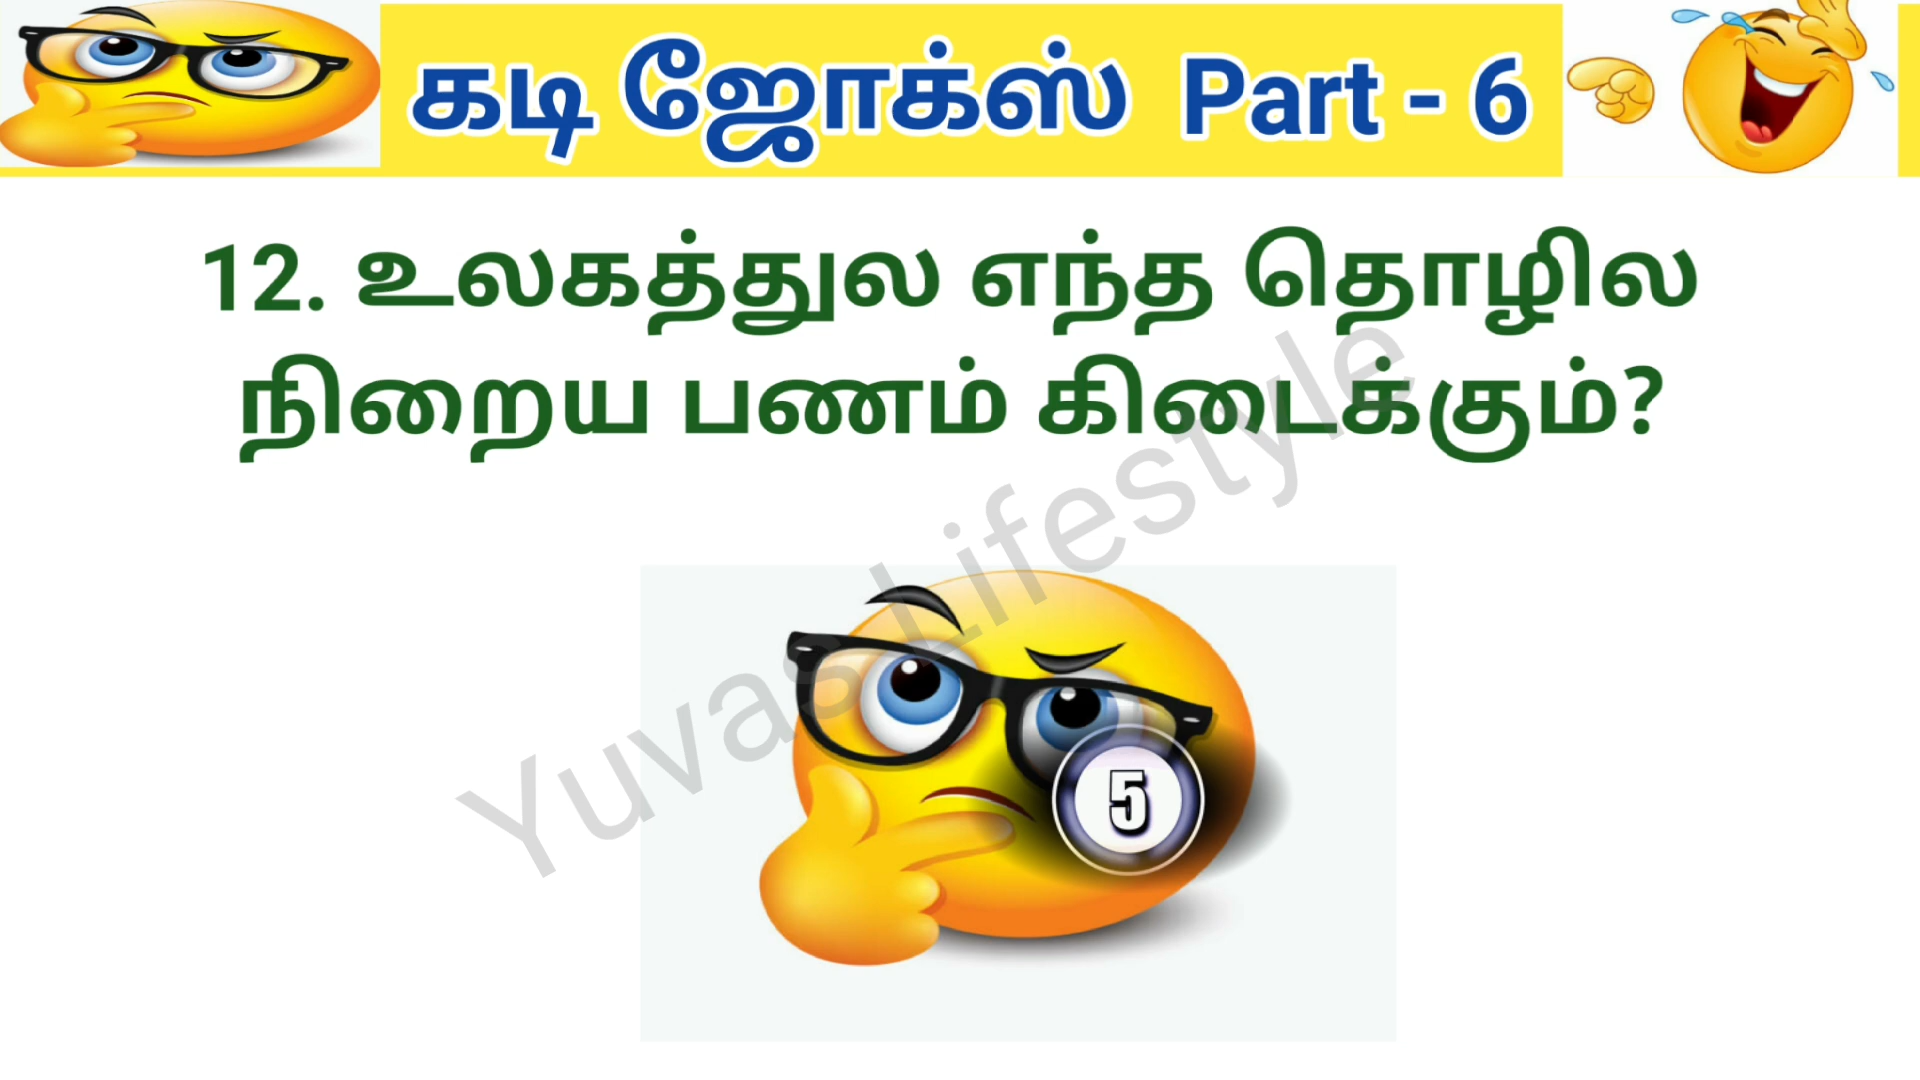 கடி ஜோக்ஸ் Part - 6
12. உலகத்துல எந்த தொழில
நிறைய பணம் கிடைக்கும்?
Yuvas Lifestyle
5